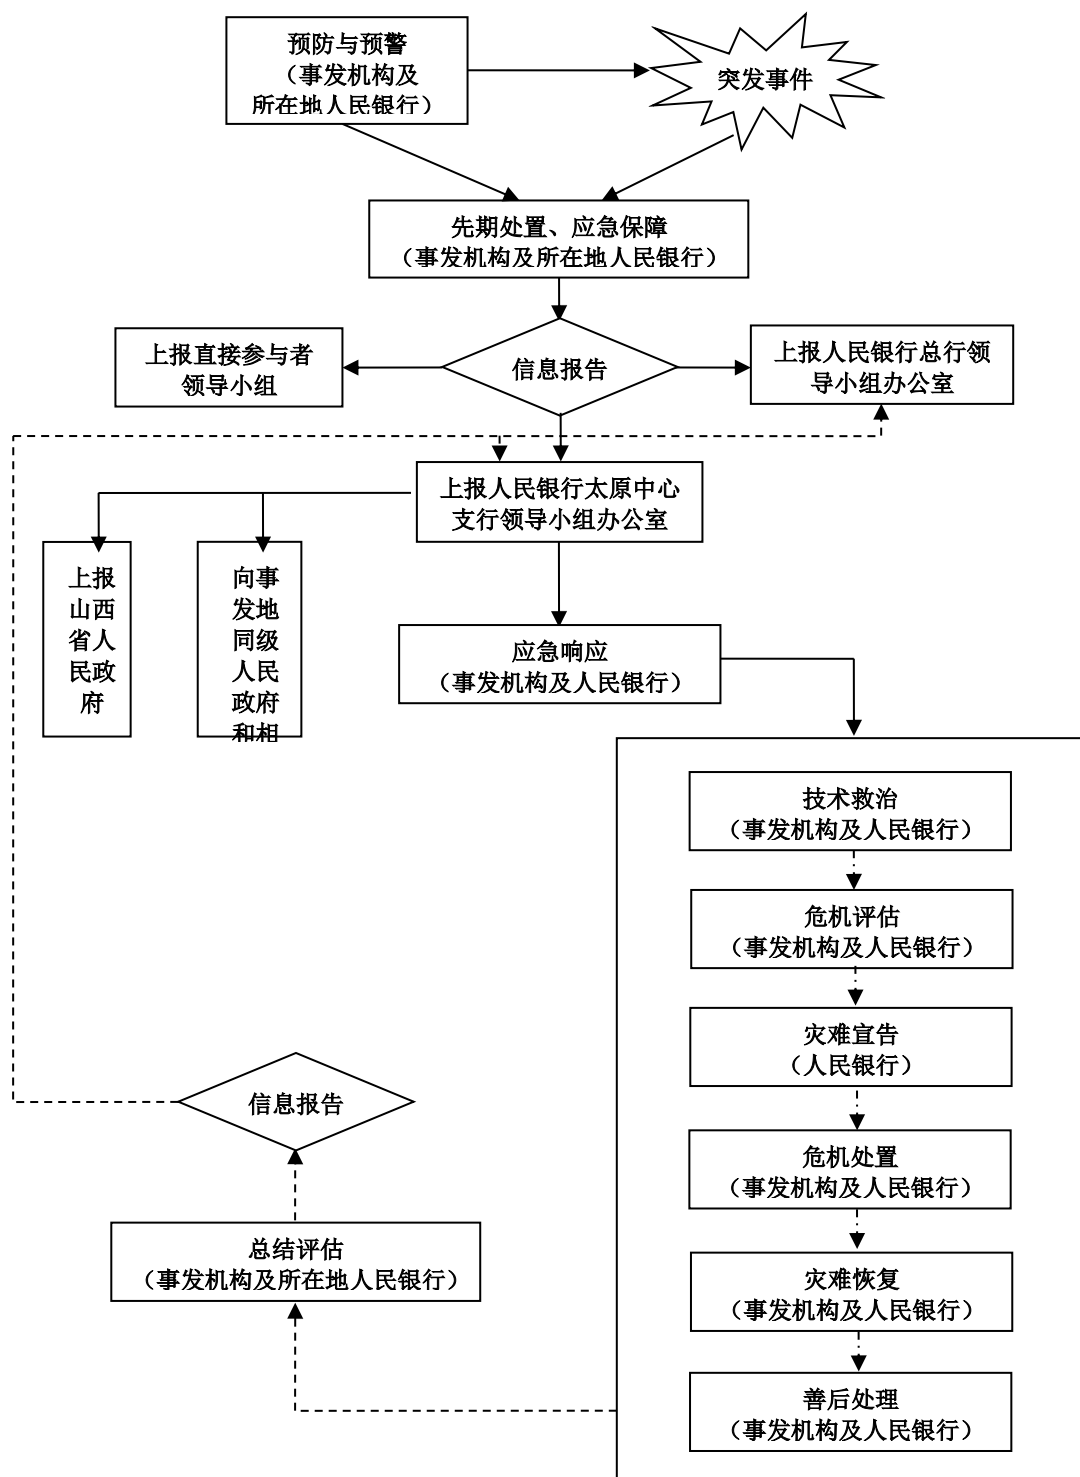 预防与预警
（事发机构及
所在地人民银行）
突发事件
先期处置、应急保障
（事发机构及所在地人民银行）
上报直接参与者
领导小组
信息报告
上报人民银行总行领
导小组办公室
上报人民银行太原中心
支行领导小组办公室
上报
山西
省人
民政
府
向事
发地
同级
人民
政府
和相
应急响应
（事发机构及人民银行）
技术救治
（事发机构及人民银行）
危机评估
（事发机构及人民银行）
灾难宣告
（人民银行）
危机处置
（事发机构及人民银行）
灾难恢复
（事发机构及人民银行）
善后处理
（事发机构及人民银行）
信息报告
总结评估
（事发机构及所在地人民银行）